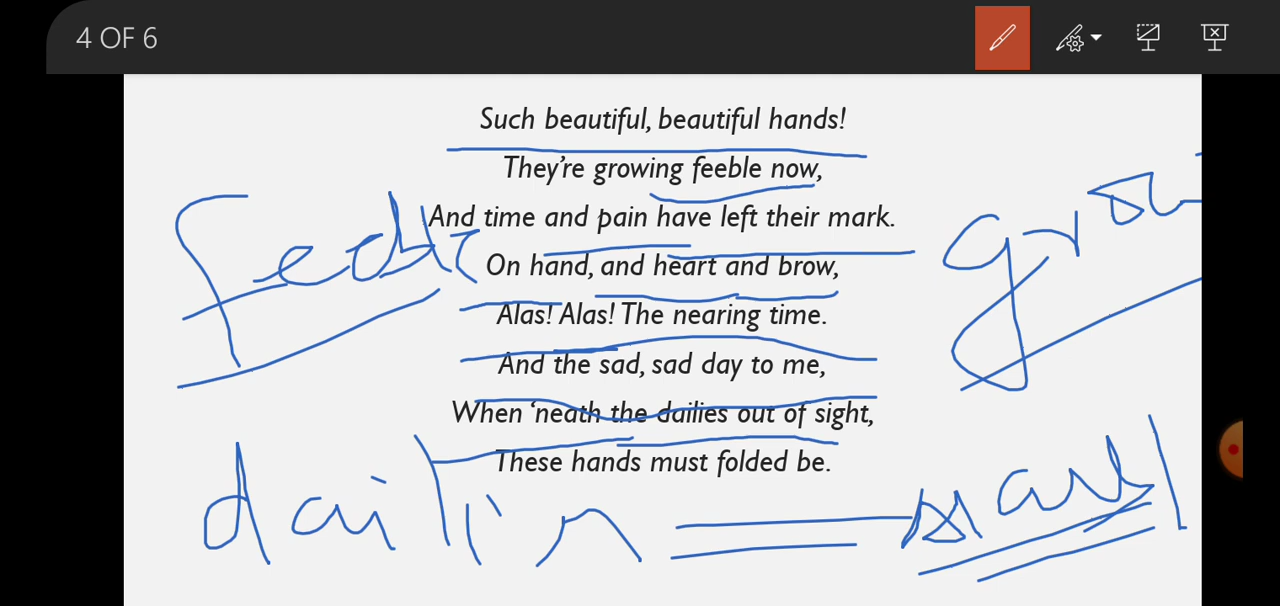 4 OF 6
Such beautiful, beautiful hands!
They're growing feeble now,
And time and pain have left their mark.
On hand, and heart and brow,
Alas! Alas! The nearing time.
And the sad, sad day to me,
When 'neath the dailies out of sight,
These hands must folded be.